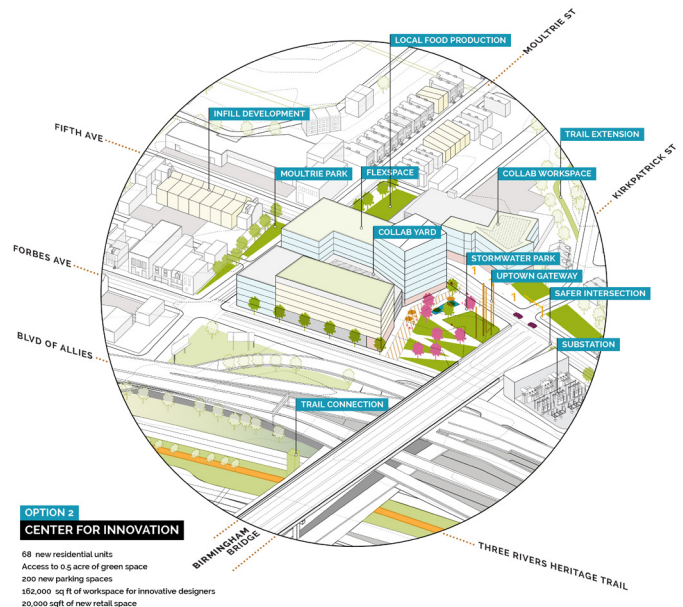 MOULTRIE ST
LOCAL FOOD PRODUCTION
INFILL DEVELOPMENT
FIFTH AVE
TRAIL EXTENSION
MOULTRIE PARK
FLEXSPACE
COLLAB WORKSPACE
KIRKPATRICK ST
COLLAB YARD
FORBES AVE
STORMWATER PARK
UPTOWN GATEWAY
SAFER INTERSECTION
BLVD OF ALLIES
SUBSTATION
TRAIL CONNECTION
OPTION 2
CENTER FOR INNOVATION
68 new residential units
Access to 0.5 acre of green space
200 new parking spaces
162,000 sq ft of workspace for innovative designers
20,000 sqft of new retail space
BIRMINGHAM
BRIDGE
THREE RIVERS HERITAGE TRAIL